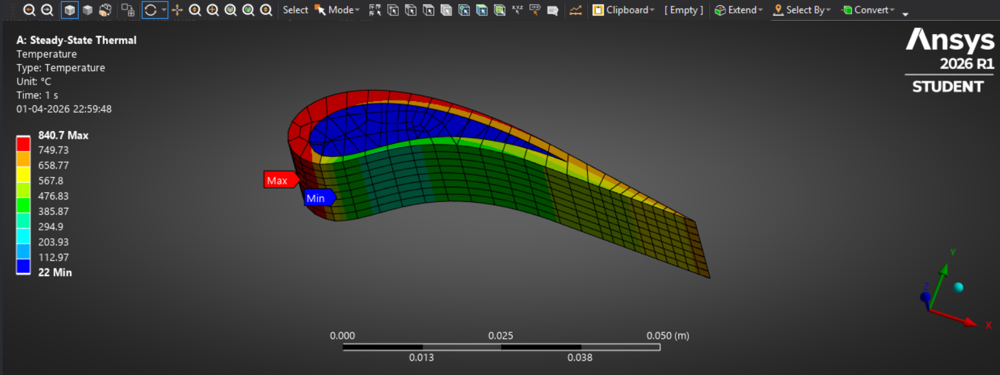 Select Mode Clipboard [ Empty ] Extend Select By Convert
A: Steady-State Thermal
Temperature
Type: Temperature
Unit: °C
Time: 1 s
01-04-2026 22:59:48
840.7 Max
749.73
658.77
567.8
476.83
385.87
294.9
203.93
112.97
22 Min
Ansys
2026 R1
STUDENT
Max
Min
0.000 0.025 0.050 (m)
0.013 0.038
Y
Z
X